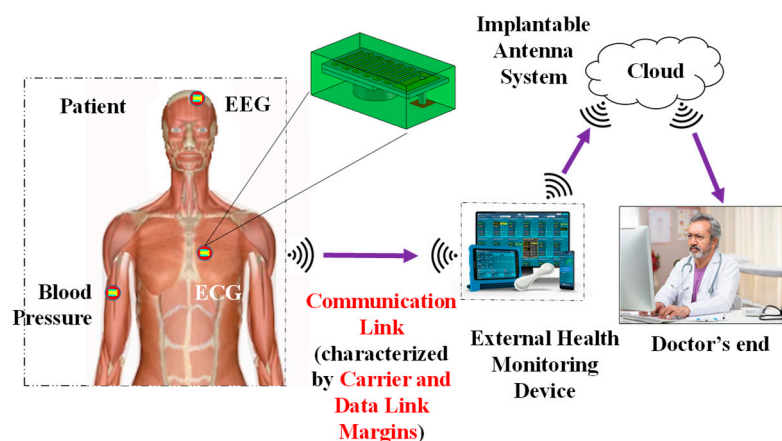 Implantable
Antenna
System
Cloud
Patient
EEG
Blood
Pressure
ECG
Communication
Link
(characterized
by Carrier and
Data Link
Margins)
External Health
Monitoring
Device
Doctor's end